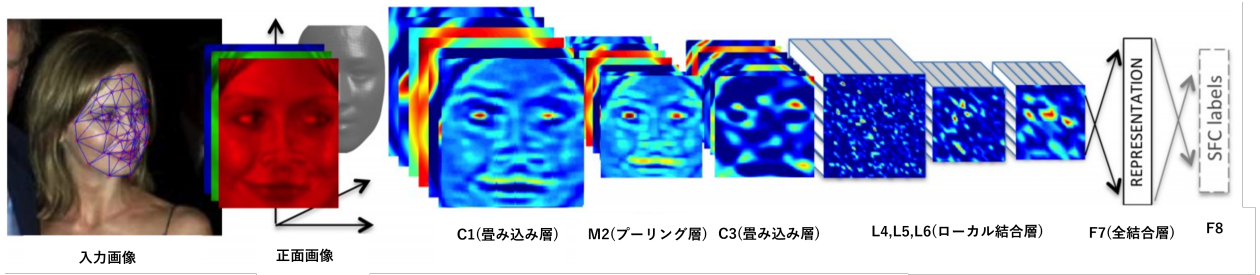 入力画像
正面画像
C1(畳み込み層)
M2(プーリング層)
C3(畳み込み層)
L4,L5,L6(ローカル結合層)
REPRESENTATION
F7(全結合層)
SFC labels
F8